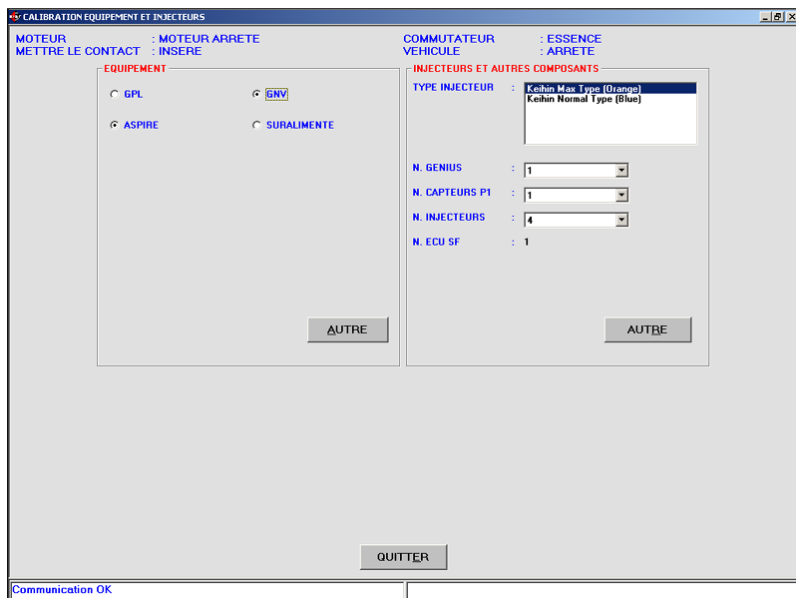 CALIBRATION EQUIPEMENT ET INJECTEURS
MOTEUR : MOTEUR ARRETE
METTRE LE CONTACT : INSERE
COMMUTATEUR : ESSENCE
VEHICULE : ARRETE
EQUIPEMENT
GPL GNV
ASPIRE SURALIMENTE
AUTRE
INJECTEURS ET AUTRES COMPOSANTS
TYPE INJECTEUR : Keihin Max Type (Orange)
Keihin Normal Type (Blue)
N. GENIUS : 1
N. CAPTEURS P1 : 1
N. INJECTEURS : 4
N. ECU SF : 1
AUTRE
QUITTER
Communication OK